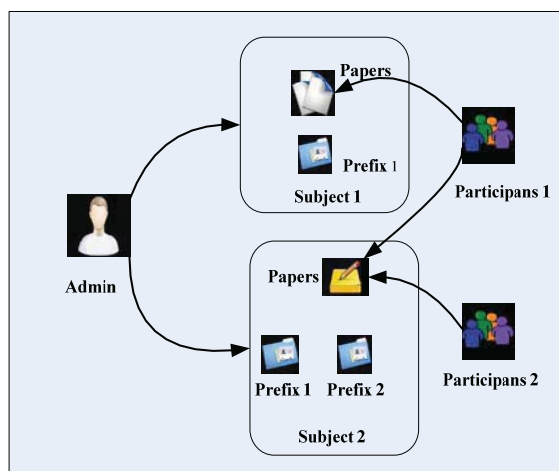 Papers
Prefix 1
Subject 1
Participans 1
Admin
Papers
Prefix 1 Prefix 2
Participans 2
Subject 2